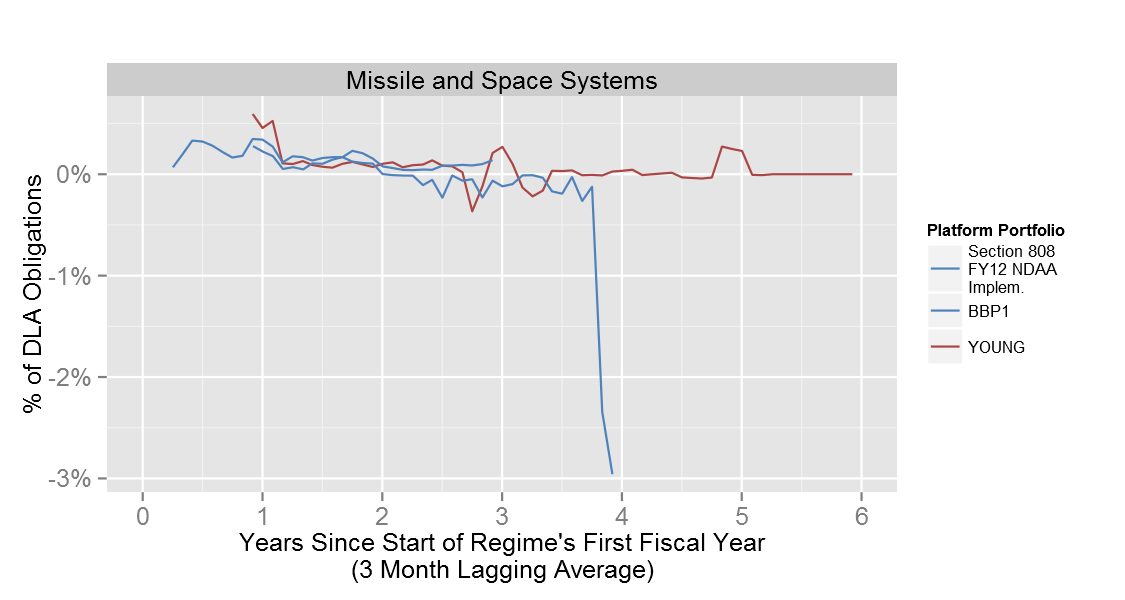 Missile and Space Systems
% of DLA Obligations
0%
-1%
-2%
-3%
0 1 2 3 4 5 6
Years Since Start of Regime's First Fiscal Year
(3 Month Lagging Average)
Platform Portfolio
Section 808
FY12 NDAA
Implem.
BBP1
YOUNG